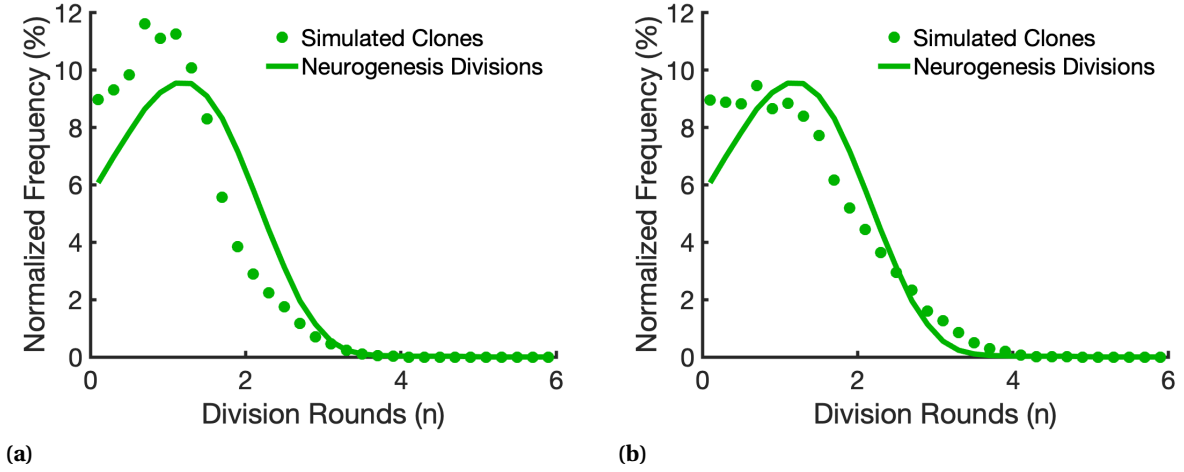 12
10
8
6
4
2
0
Normalized Frequency (%)
Simulated Clones
Neurogenesis Divisions
0 2 4 6
Division Rounds (n)
(a)
12
10
8
6
4
2
0
Normalized Frequency (%)
Simulated Clones
Neurogenesis Divisions
0 2 4 6
Division Rounds (n)
(b)